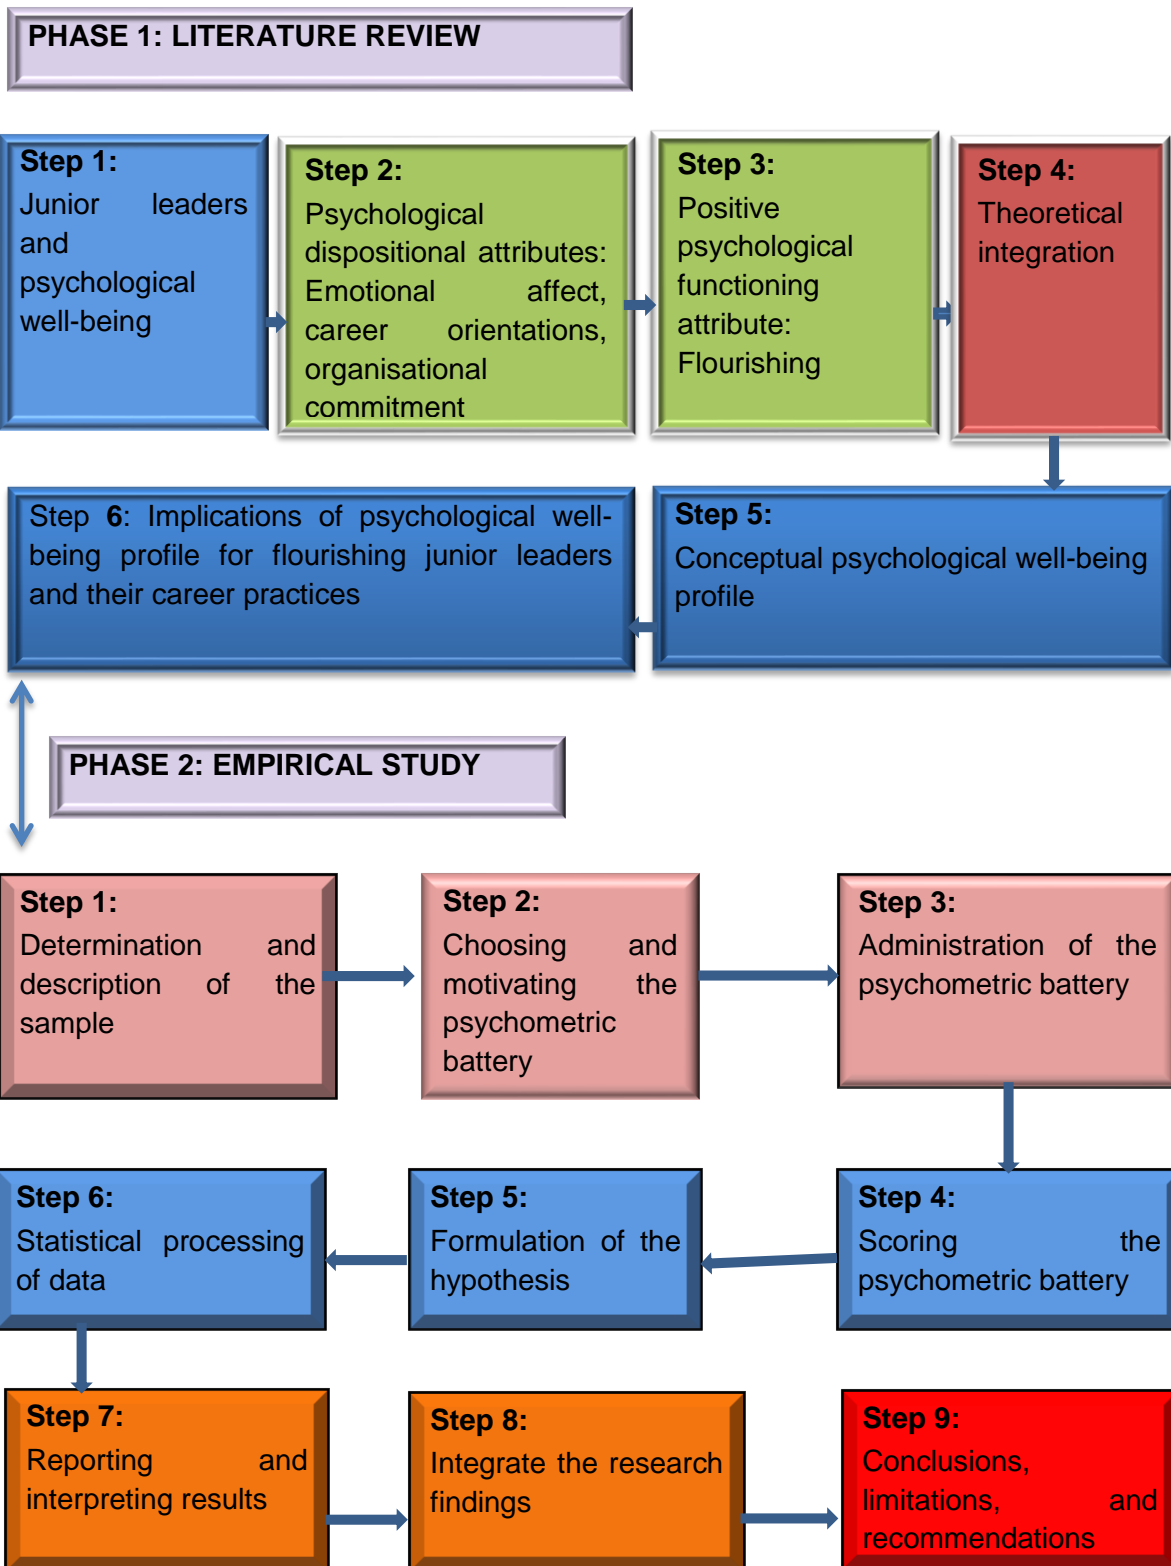 PHASE 1: LITERATURE REVIEW
Step 1:
Junior leaders
and
psychological
well-being
Step 2:
Psychological
dispositional attributes:
Emotional affect,
career orientations,
organisational
commitment
Step 3:
Positive
psychological
functioning
attribute:
Flourishing
Step 4:
Theoretical
integration
Step 6: Implications of psychological well-
being profile for flourishing junior leaders
and their career practices
Step 5:
Conceptual psychological well-being
profile
PHASE 2: EMPIRICAL STUDY
Step 1:
Determination and
description of the
sample
Step 2:
Choosing and
motivating the
psychometric
battery
Step 3:
Administration of the
psychometric battery
Step 6:
Statistical processing
of data
Step 5:
Formulation of the
hypothesis
Step 4:
Scoring the
psychometric battery
Step 7:
Reporting and
interpreting results
Step 8:
Integrate the research
findings
Step 9:
Conclusions,
limitations, and
recommendations